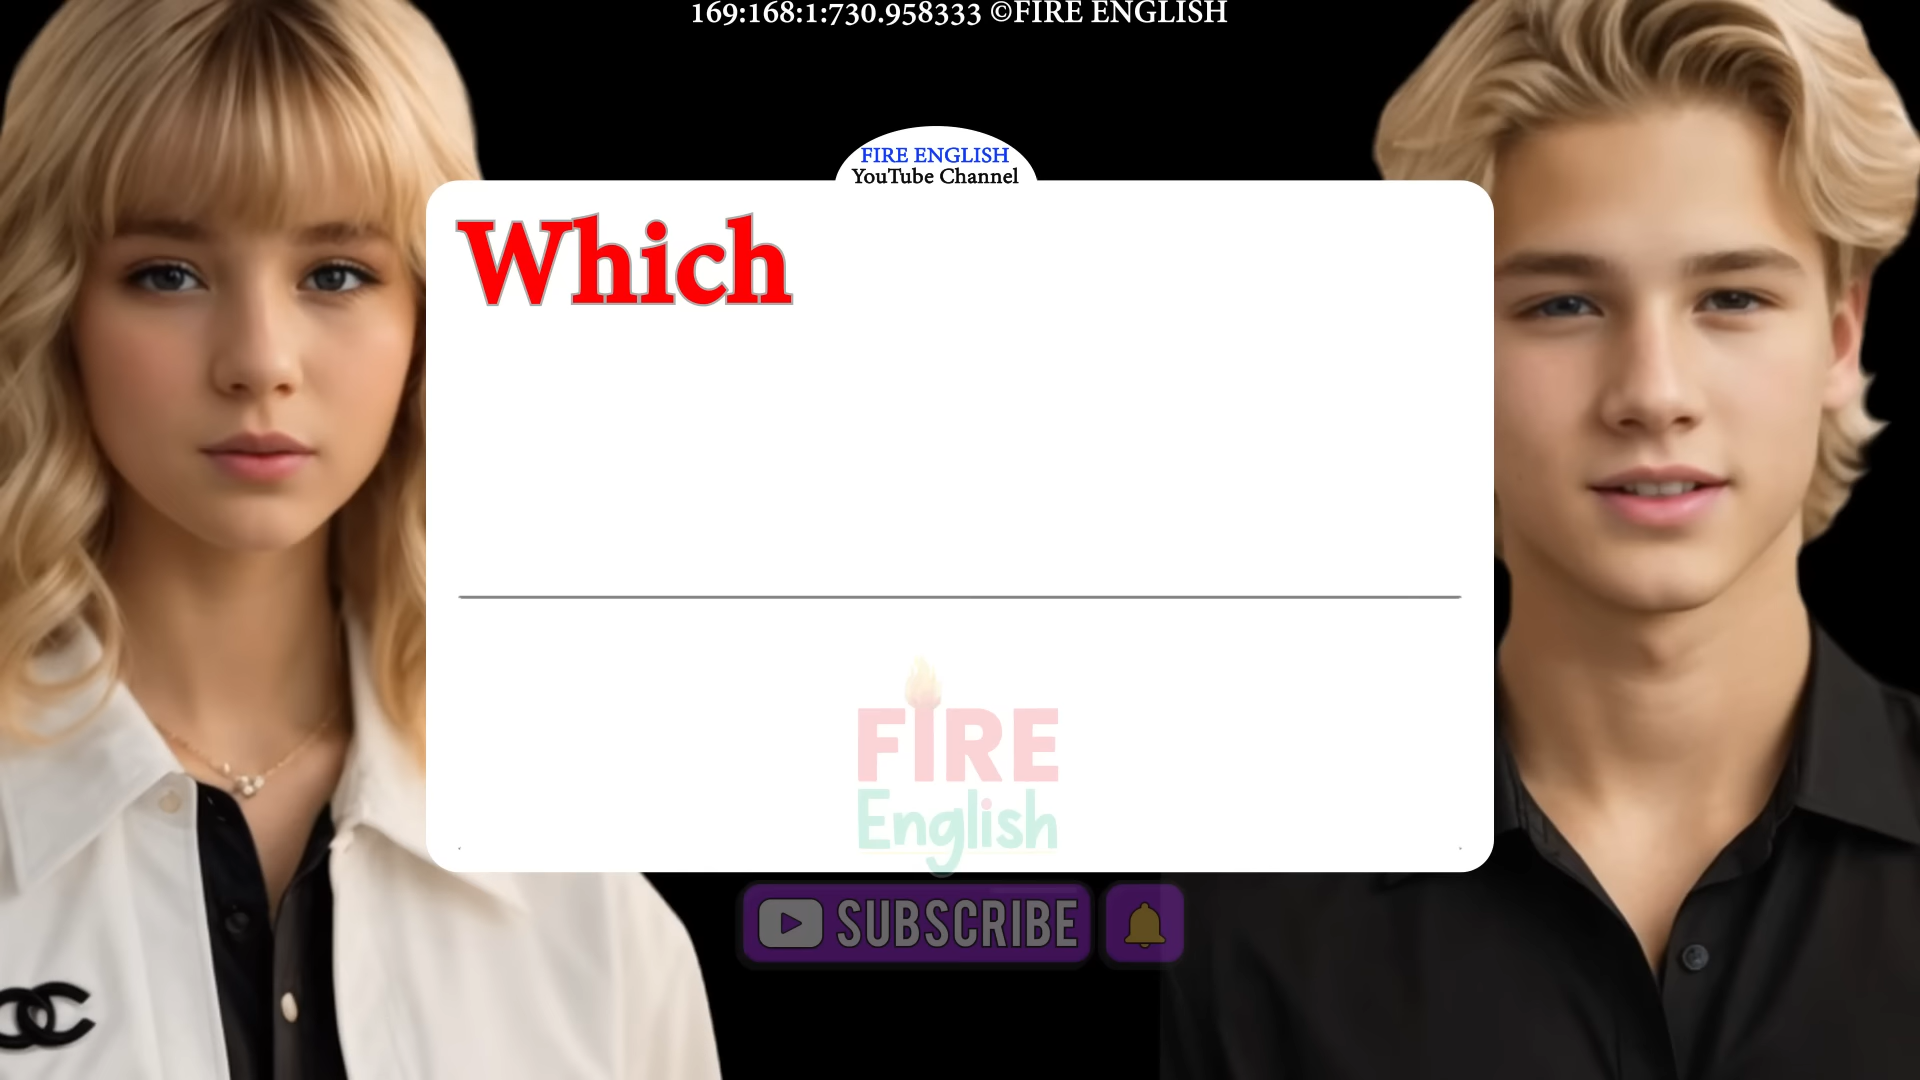 169:168:1:730.958333 ©FIRE ENGLISH
FIRE ENGLISH
YouTube Channel
Which
FIRE
English
SUBSCRIBE